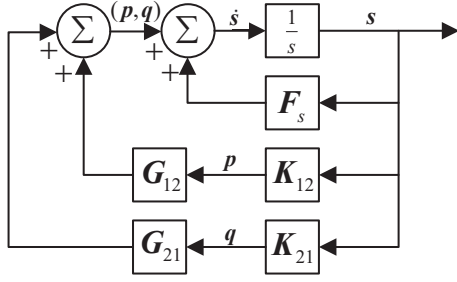 (p,q) ṡ 1/s s
Σ Σ
+ + + +
F_s
G_12 p K_12
G_21 q K_21